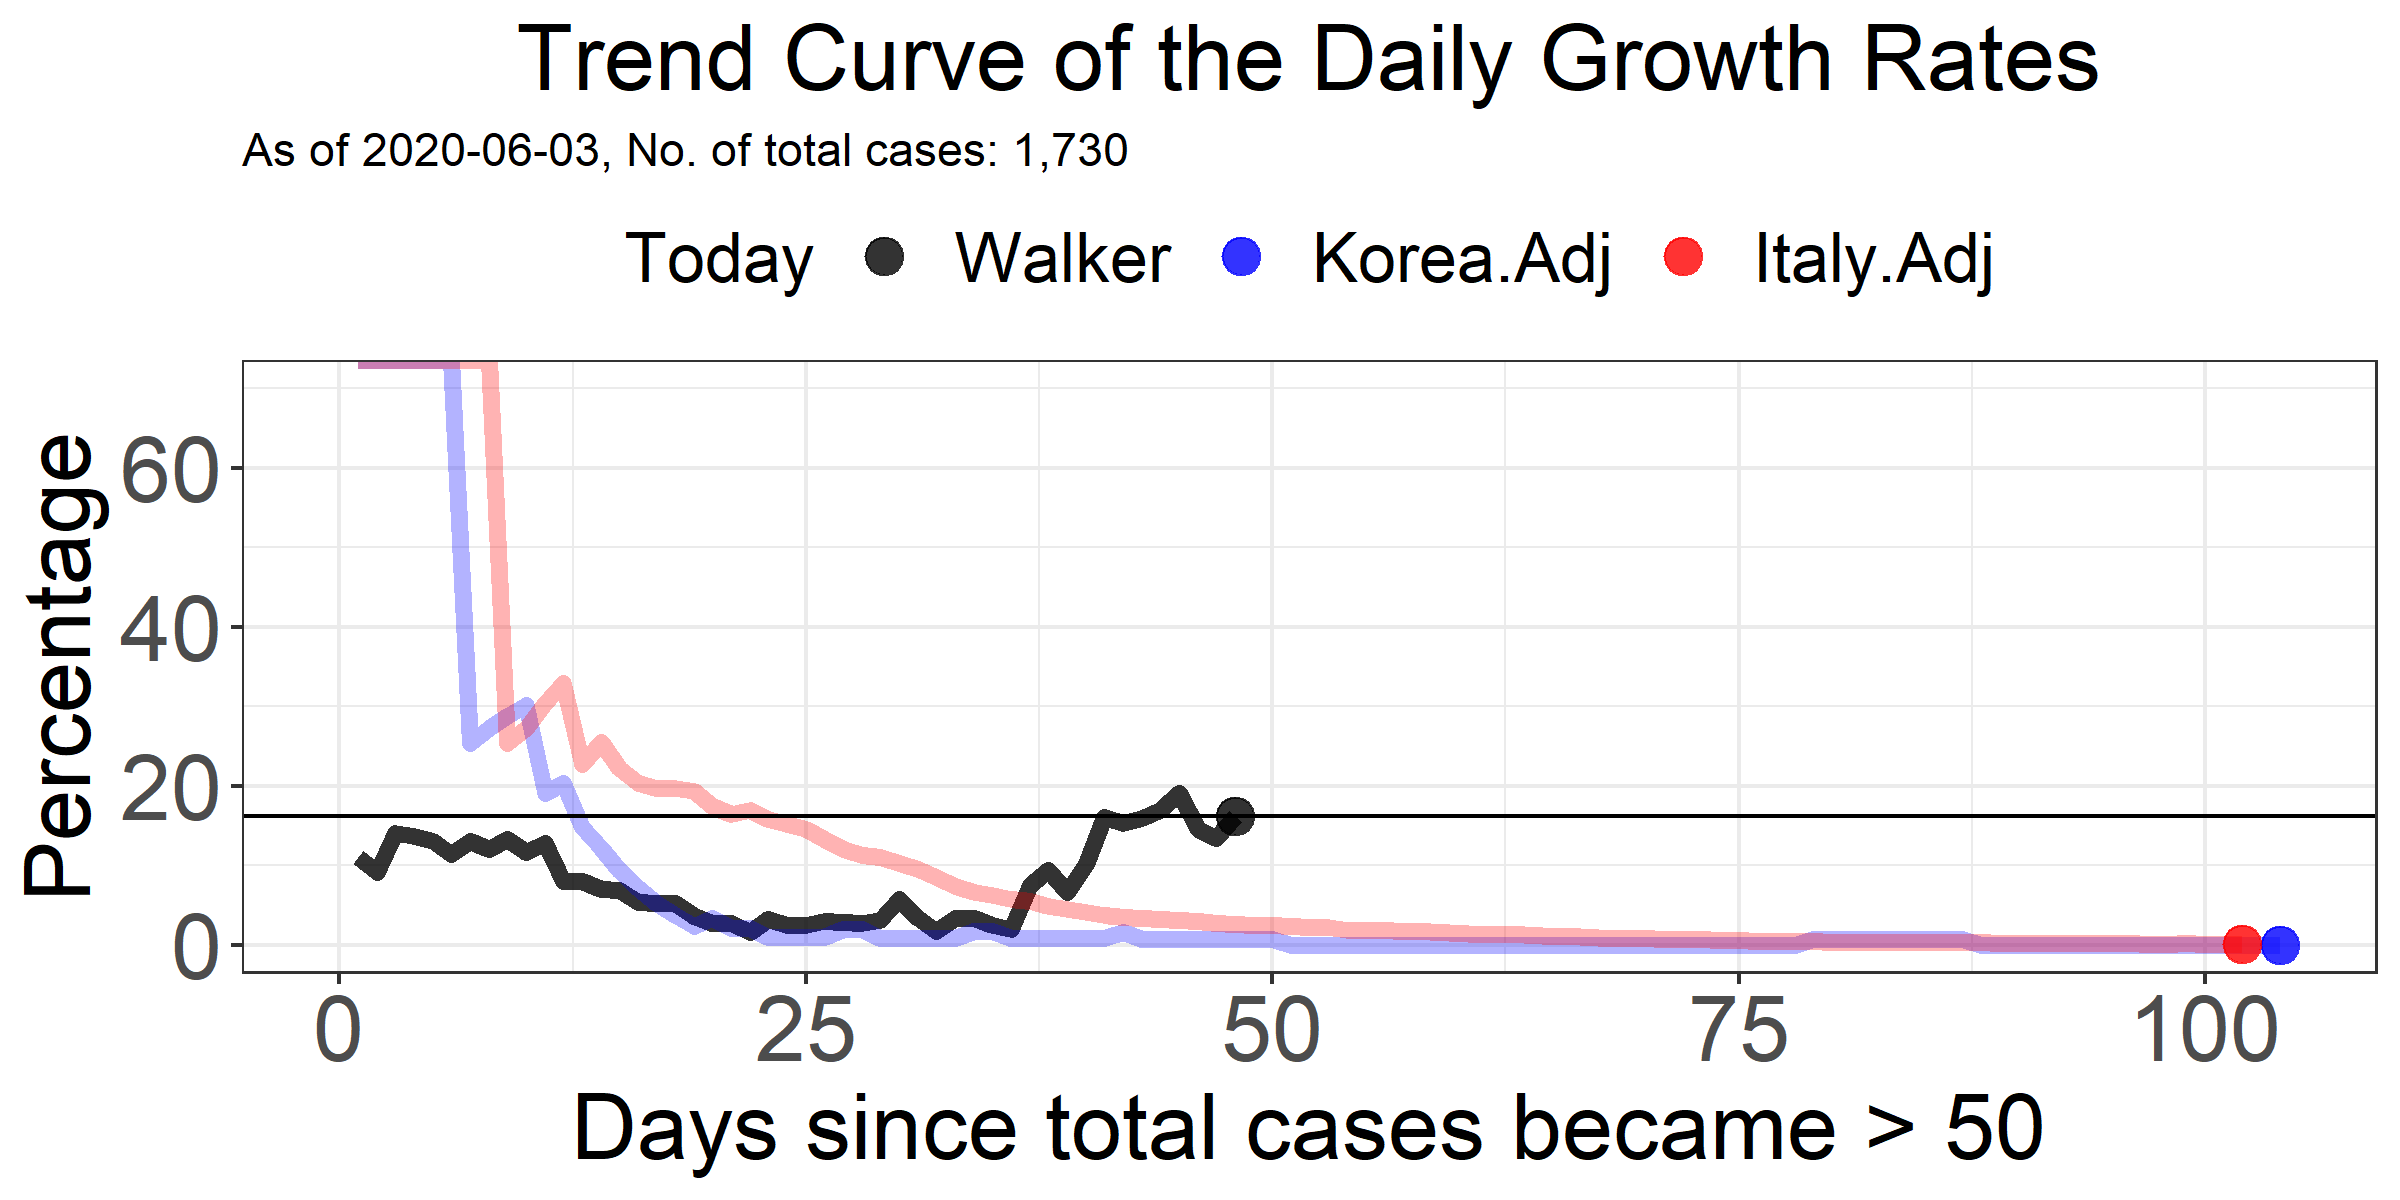 Trend Curve of the Daily Growth Rates
As of 2020-06-03, No. of total cases: 1,730
Today Walker Korea.Adj Italy.Adj
Percentage
60
40
20
0
0 25 50 75 100
Days since total cases became > 50